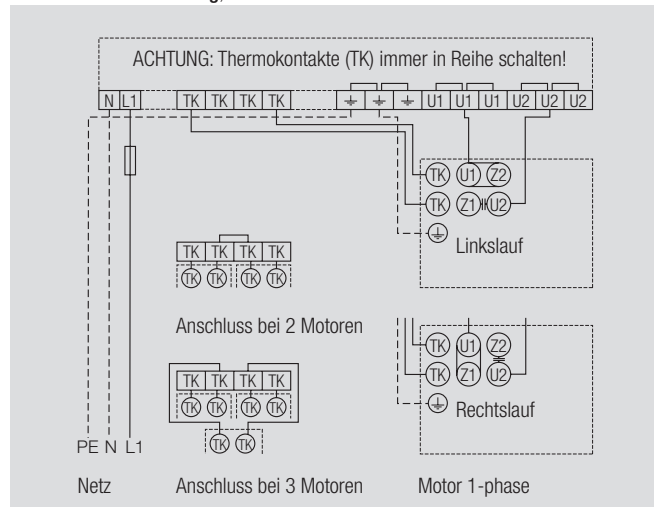 ACHTUNG: Thermokontakte (TK) immer in Reihe schalten!
N L1 TK TK TK TK U1 U1 U1 U2 U2 U2
TK U1 Z2
TK Z1 U2
Linkslauf
TK TK TK TK
TK TK TK TK
Anschluss bei 2 Motoren
TK U1 Z2
TK Z1 U2
Rechtslauf
TK TK TK TK
TK TK TK TK
TK TK
PE N L1
Netz Anschluss bei 3 Motoren Motor 1-phase